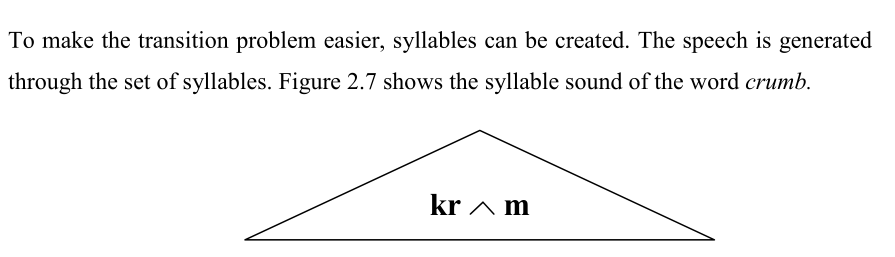 To make the transition problem easier, syllables can be created. The speech is generated
through the set of syllables. Figure 2.7 shows the syllable sound of the word crumb.
kr ^ m